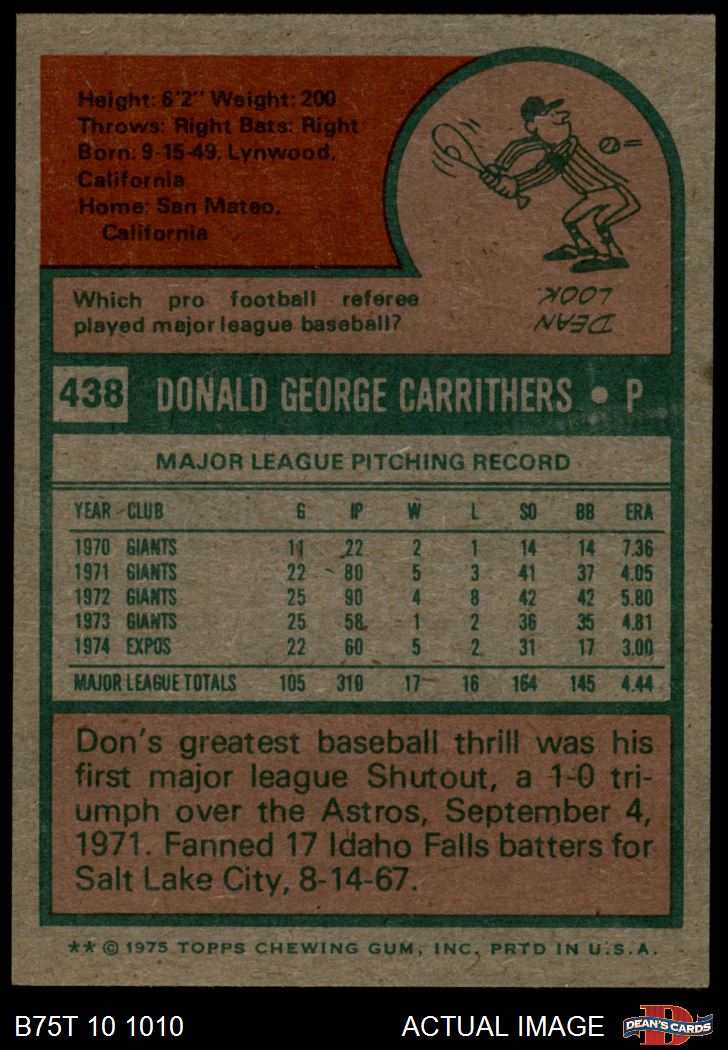 Height: 6'2" Weight: 200
Throws: Right Bats: Right
Born: 9-15-49, Lynwood,
California
Home: San Mateo,
California
Which pro football referee
played major league baseball?
DEAN
LOOK.
438 DONALD GEORGE CARRITHERS • P
MAJOR LEAGUE PITCHING RECORD
YEAR CLUB G IP W L SO BB ERA
1970 GIANTS 11 22 2 1 14 14 7.36
1971 GIANTS 22 80 5 3 41 37 4.05
1972 GIANTS 25 90 4 8 42 42 5.80
1973 GIANTS 25 58 1 2 36 35 4.81
1974 EXPOS 22 60 5 2 31 17 3.00
MAJOR LEAGUE TOTALS 105 310 17 16 164 145 4.44
Don's greatest baseball thrill was his
first major league Shutout, a 1-0 tri-
umph over the Astros, September 4,
1971. Fanned 17 Idaho Falls batters for
Salt Lake City, 8-14-67.
** © 1975 TOPPS CHEWING GUM, INC. PRTD IN U.S.A.
B75T 10 1010 ACTUAL IMAGE D DEAN'S CARDS